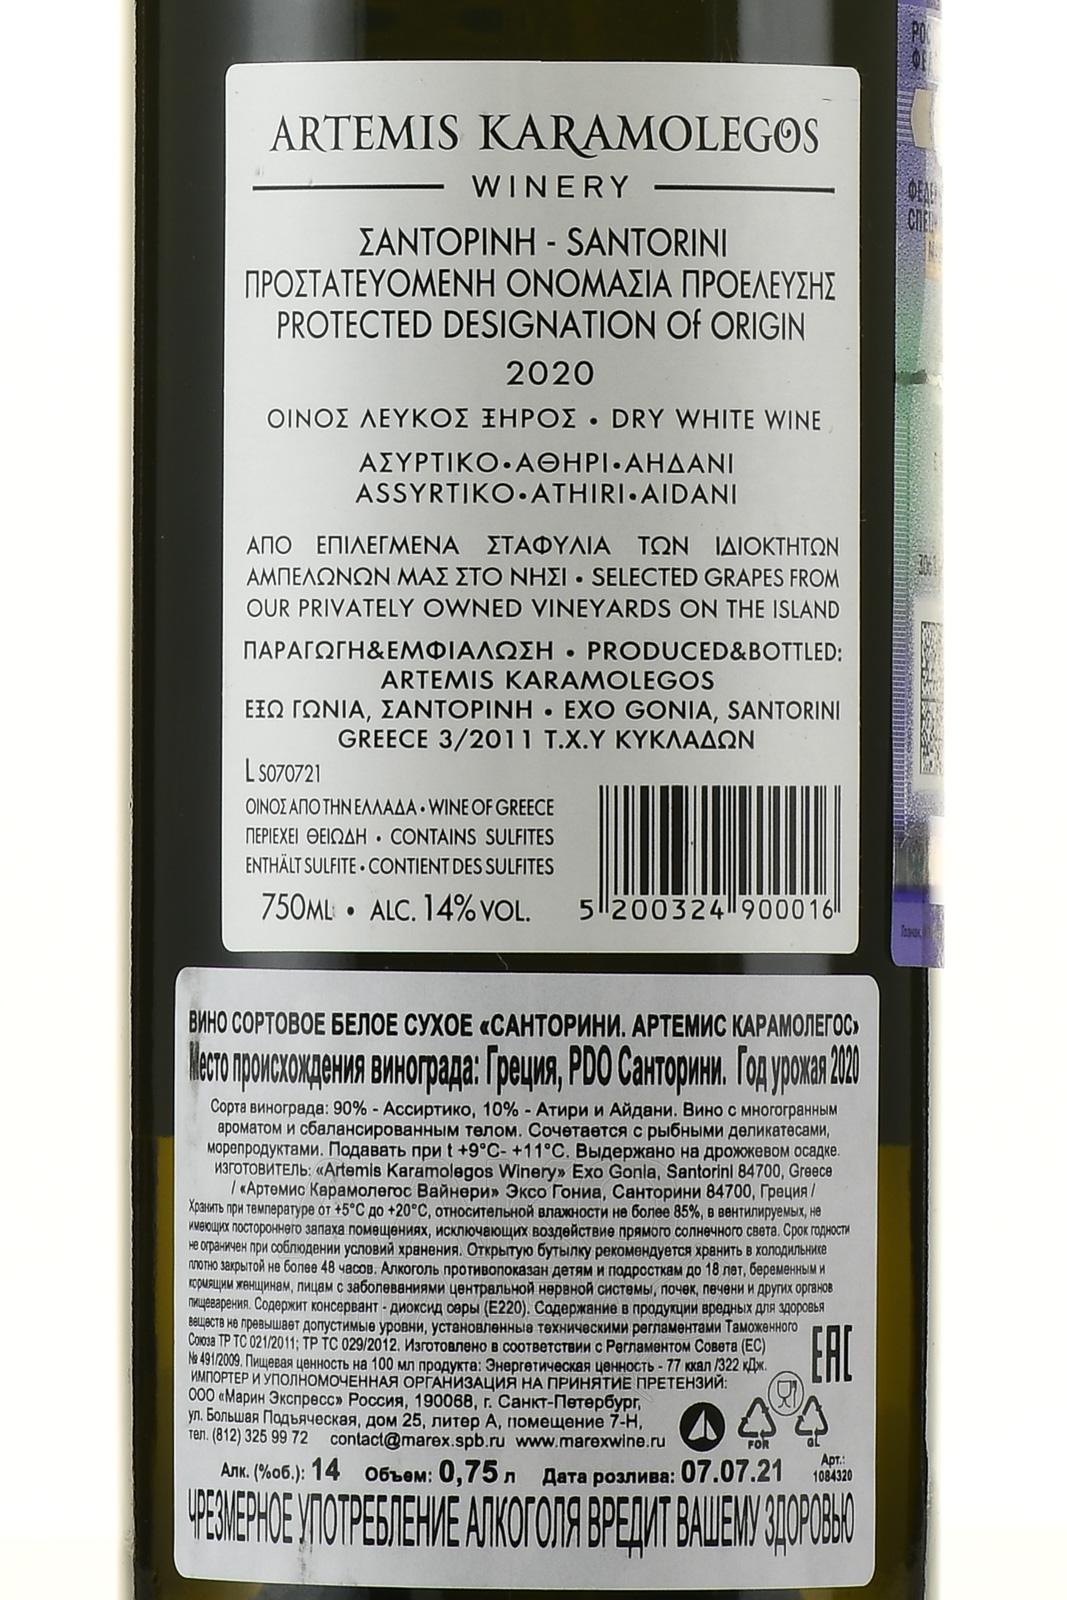 ARTEMIS KARAMOLEGOS
WINERY
ΣΑΝΤΟΡΙΝΗ - SANTORINI
ΠΡΟΣΤΑΤΕΥΟΜΕΝΗ ΟΝΟΜΑΣΙΑ ΠΡΟΕΛΕΥΣΗΣ
PROTECTED DESIGNATION Of ORIGIN
2020
ΟΙΝΟΣ ΛΕΥΚΟΣ ΞΗΡΟΣ • DRY WHITE WINE
ΑΣΥΡΤΙΚΟ•ΑΘΗΡΙ•ΑΗΔΑΝΙ
ASSYRTIKO•ATHIRI•AIDANI
ΑΠΟ ΕΠΙΛΕΓΜΕΝΑ ΣΤΑΦΥΛΙΑ ΤΩΝ ΙΔΙΟΚΤΗΤΩΝ
ΑΜΠΕΛΩΝΩΝ ΜΑΣ ΣΤΟ ΝΗΣΙ • SELECTED GRAPES FROM
OUR PRIVATELY OWNED VINEYARDS ON THE ISLAND
ΠΑΡΑΓΩΓΗ&ΕΜΦΙΑΛΩΣΗ • PRODUCED&BOTTLED:
ARTEMIS KARAMOLEGOS
ΕΞΩ ΓΩΝΙΑ, ΣΑΝΤΟΡΙΝΗ • EXO GONIA, SANTORINI
GREECE 3/2011 Τ.Χ.Υ ΚΥΚΛΑΔΩΝ
L S070721
ΟΙΝΟΣ ΑΠΟ ΤΗΝ ΕΛΛΑΔΑ • WINE OF GREECE
ΠΕΡΙΕΧΕΙ ΘΕΙΩΔΗ • CONTAINS SULFITES
ENTHÄLT SULFITE • CONTIENT DES SULFITES
750ML • ALC. 14% VOL.
5 200324 900016
ВИНО СОРТОВОЕ БЕЛОЕ СУХОЕ «САНТОРИНИ. АРТЕМИС КАРАМОЛЕГОС»
Место происхождения винограда: Греция, PDO Санторини. Год урожая 2020
Сорта винограда: 90% - Ассиртико, 10% - Атири и Айдани. Вино с многогранным
ароматом и сбалансированным телом. Сочетается с рыбными деликатесами,
морепродуктами. Подавать при t +9°C- +11°C. Выдержано на дрожжевом осадке.
ИЗГОТОВИТЕЛЬ: «Artemis Karamolegos Winery» Exo Gonia, Santorini 84700, Greece
/ «Артемис Карамолегос Вайнери» Эксо Гониа, Санторини 84700, Греция /
Хранить при температуре от +5°C до +20°C, относительной влажности не более 85%, в вентилируемых, не
имеющих постороннего запаха помещениях, исключающих воздействие прямого солнечного света. Срок годности
не ограничен при соблюдении условий хранения. Открытую бутылку рекомендуется хранить в холодильнике
плотно закрытой не более 48 часов. Алкоголь противопоказан детям и подросткам до 18 лет, беременным и
кормящим женщинам, лицам с заболеваниями центральной нервной системы, почек, печени и других органов
пищеварения. Содержит консервант - диоксид серы (Е220). Содержание в продукции вредных для здоровья
веществ не превышает допустимые уровни, установленные техническими регламентами Таможенного
Союза ТР ТС 021/2011; ТР ТС 029/2012. Изготовлено в соответствии с Регламентом Совета (ЕС)
№ 491/2009. Пищевая ценность на 100 мл продукта: Энергетическая ценность - 77 ккал /322 кДж.
ИМПОРТЕР И УПОЛНОМОЧЕННАЯ ОРГАНИЗАЦИЯ НА ПРИНЯТИЕ ПРЕТЕНЗИЙ:
ООО «Марин Экспресс» Россия, 190068, г. Санкт-Петербург,
ул. Большая Подъяческая, дом 25, литер А, помещение 7-Н,
тел. (812) 325 99 72 contact@marex.spb.ru www.marexwine.ru
EAC
FOR
GL
Алк. (%об.): 14 Объем: 0,75 л Дата розлива: 07.07.21
Арт.:
1084320
ЧРЕЗМЕРНОЕ УПОТРЕБЛЕНИЕ АЛКОГОЛЯ ВРЕДИТ ВАШЕМУ ЗДОРОВЬЮ